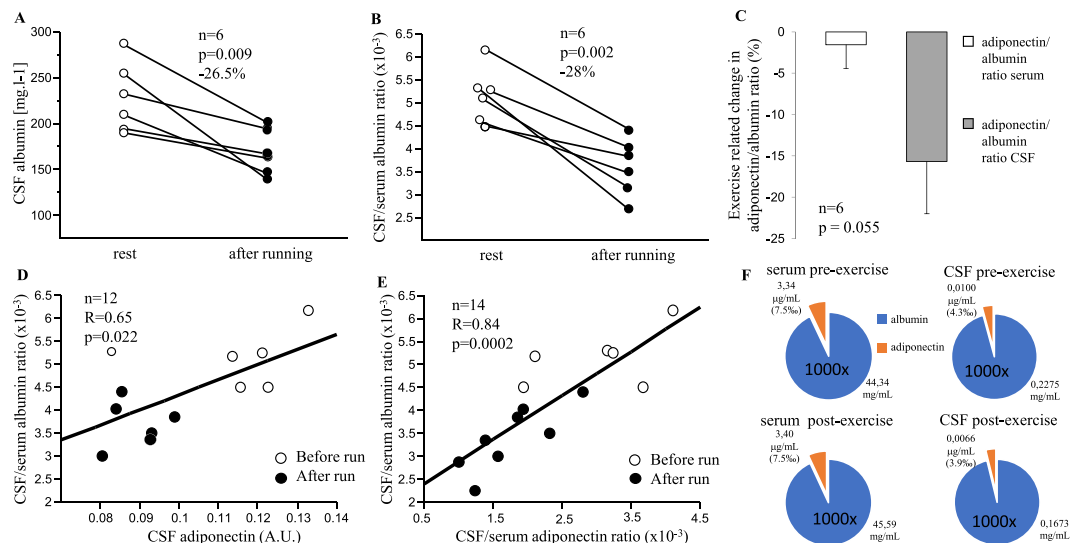 A
CSF albumin [mg.l-1]
300
250
200
150
100
n=6
p=0.009
-26.5%
rest
after running
B
CSF/serum albumin ratio (x10⁻³)
6.5
6
5.5
5
4.5
4
3.5
3
2.5
n=6
p=0.002
-28%
rest
after running
C
Exercise related change in
adiponectin/albumin ratio (%)
0
-5
-10
-15
-20
-25
n=6
p = 0.055
adiponectin/
albumin
ratio serum
adiponectin/
albumin
ratio CSF
D
CSF/serum albumin ratio (x10⁻³)
6.5
6
5.5
5
4.5
4
3.5
3
2.5
2
n=12
R=0.65
p=0.022
Before run
After run
0.08
0.09
0.1
0.11
0.12
0.13
0.14
CSF adiponectin (A.U.)
E
CSF/serum albumin ratio (x10⁻³)
6.5
6
5.5
5
4.5
4
3.5
3
2.5
2
n=14
R=0.84
p=0.0002
Before run
After run
0.5
1.5
2.5
3.5
4.5
CSF/serum adiponectin ratio (x10⁻³)
F
serum pre-exercise
3,34
µg/mL
(7.5‰)
1000x
44,34
mg/mL
albumin
adiponectin
CSF pre-exercise
0,0100
µg/mL
(4.3‰)
1000x
0,2275
mg/mL
serum post-exercise
3,40
µg/mL
(7.5‰)
1000x
45,59
mg/mL
CSF post-exercise
0,0066
µg/mL
(3.9‰)
1000x
0,1673
mg/mL